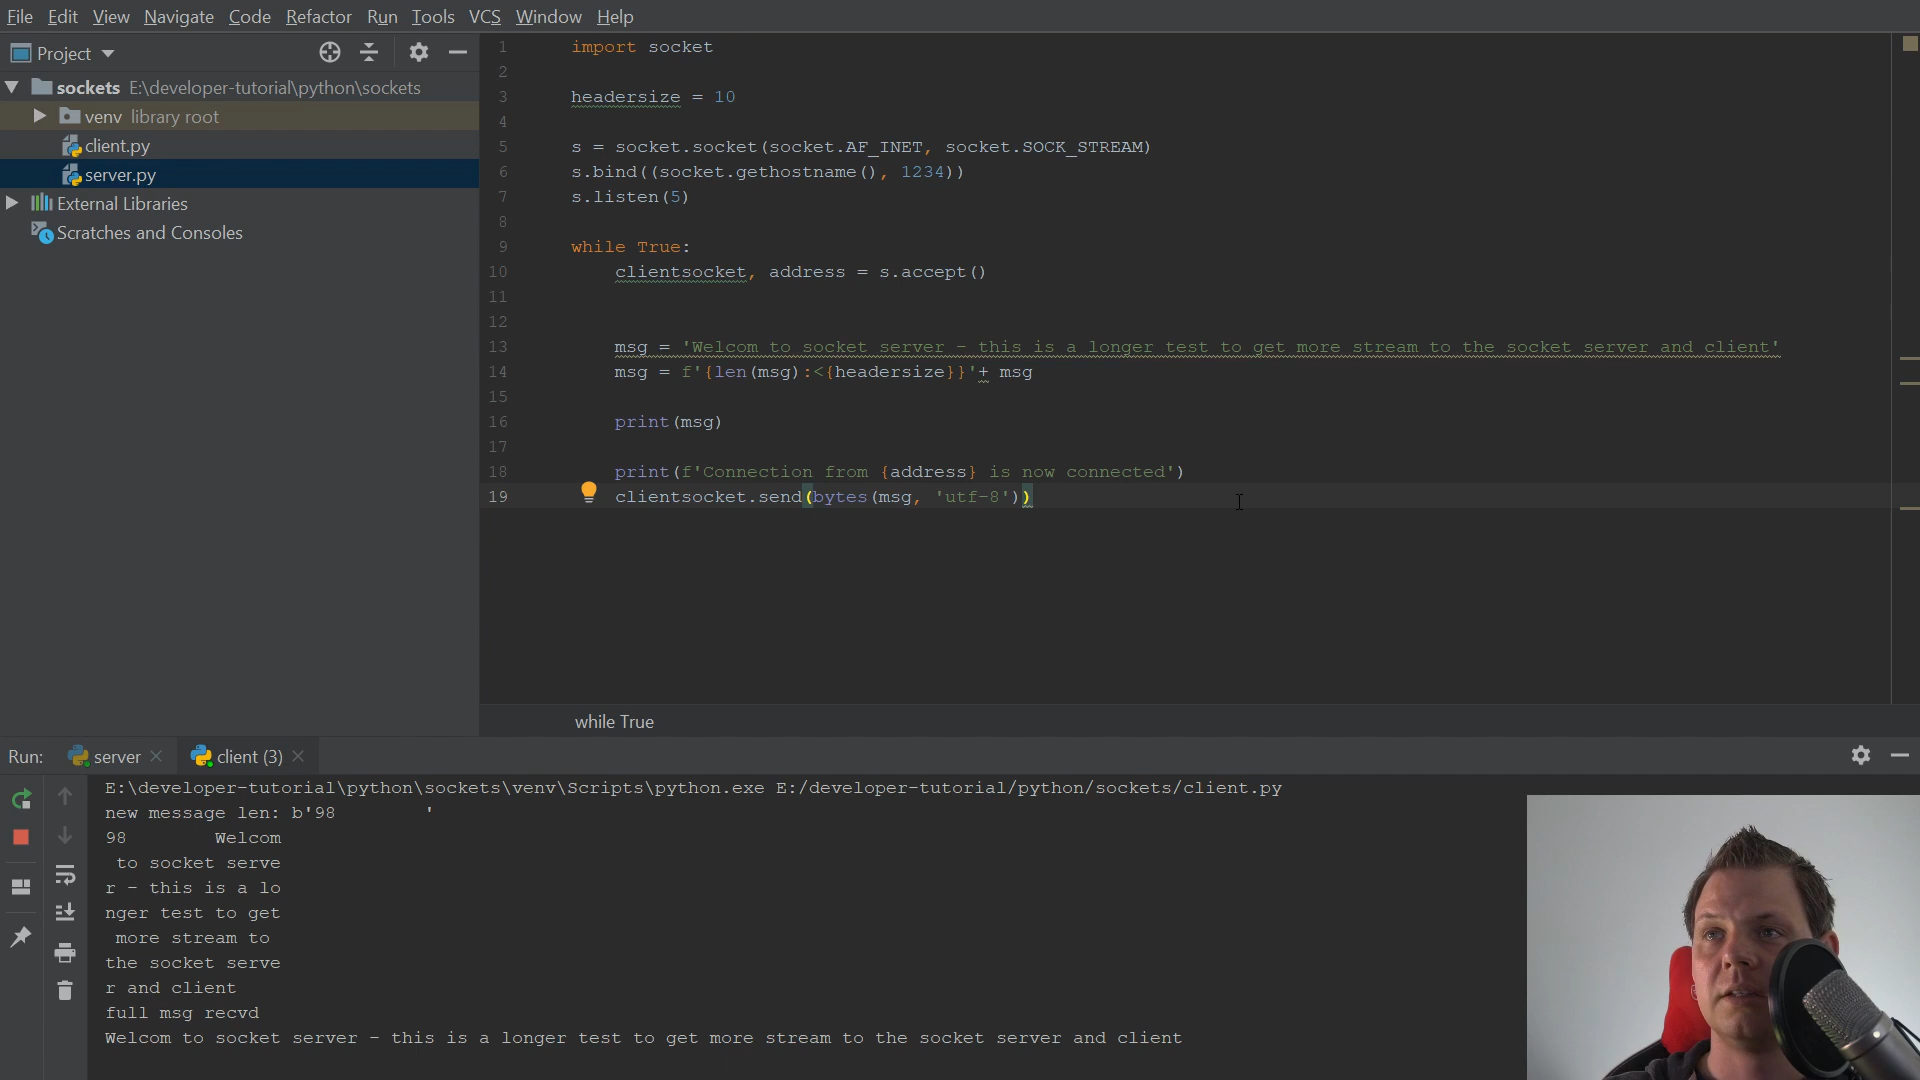 File Edit View Navigate Code Refactor Run Tools VCS Window Help
Project
sockets E:\developer-tutorial\python\sockets
venv library root
client.py
server.py
External Libraries
Scratches and Consoles
1 import socket
2
3 headersize = 10
4
5 s = socket.socket(socket.AF_INET, socket.SOCK_STREAM)
6 s.bind((socket.gethostname(), 1234))
7 s.listen(5)
8
9 while True:
10 clientsocket, address = s.accept()
11
12
13 msg = 'Welcom to socket server - this is a longer test to get more stream to the socket server and client'
14 msg = f'{len(msg):<{headersize}}'+ msg
15
16 print(msg)
17
18 print(f'Connection from {address} is now connected')
19 clientsocket.send(bytes(msg, 'utf-8'))
while True
Run: server client (3)
E:\developer-tutorial\python\sockets\venv\Scripts\python.exe E:/developer-tutorial/python/sockets/client.py
new message len: b'98        '
98        Welcom
 to socket serve
r - this is a lo
nger test to get
 more stream to
the socket serve
r and client
full msg recvd
Welcom to socket server - this is a longer test to get more stream to the socket server and client